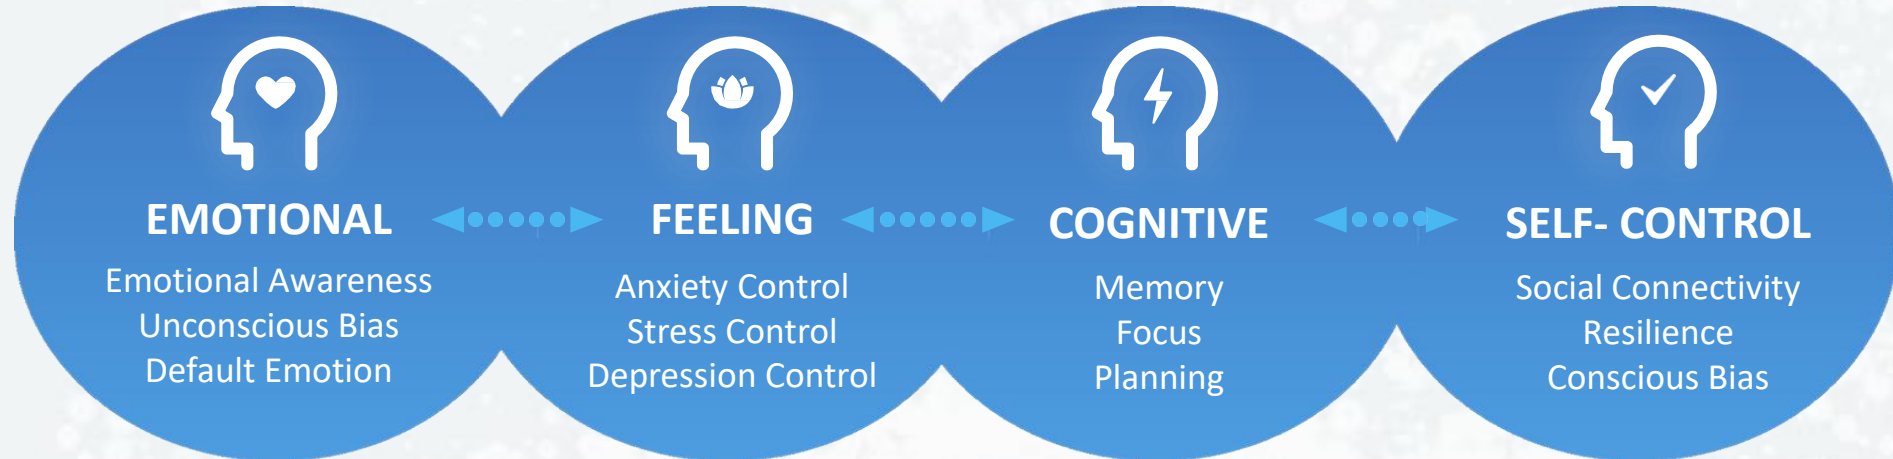 EMOTIONAL
Emotional Awareness
Unconscious Bias
Default Emotion
FEELING
Anxiety Control
Stress Control
Depression Control
COGNITIVE
Memory
Focus
Planning
SELF- CONTROL
Social Connectivity
Resilience
Conscious Bias